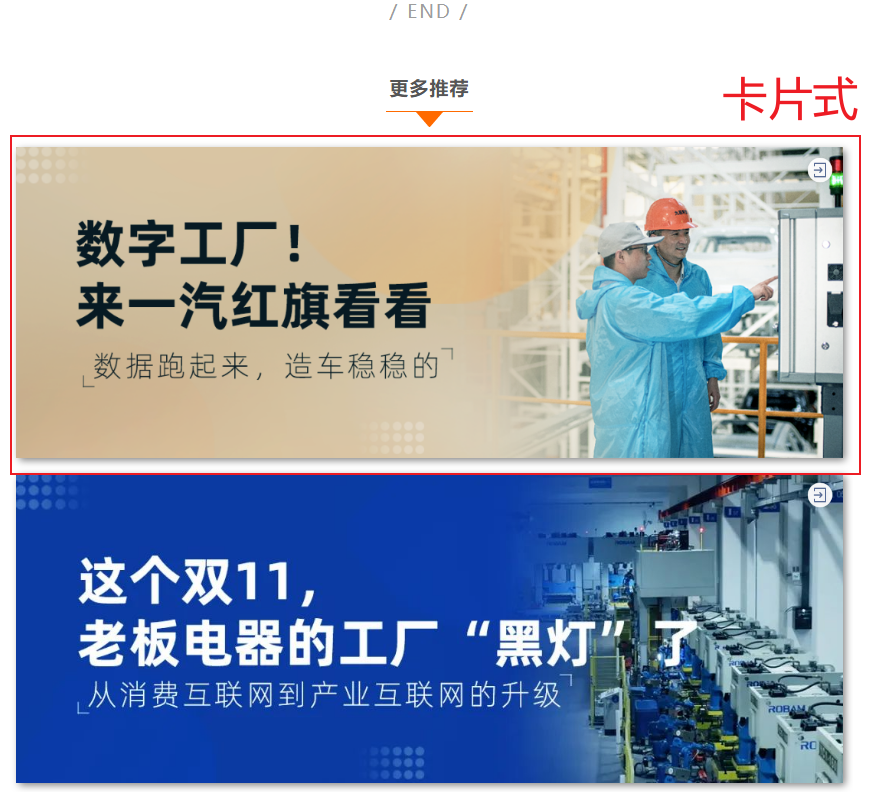 / END /
更多推荐
卡片式
数字工厂！
来一汽红旗看看
数据跑起来，造车稳稳的
这个双11，
老板电器的工厂“黑灯”了
从消费互联网到产业互联网的升级
ROBAM